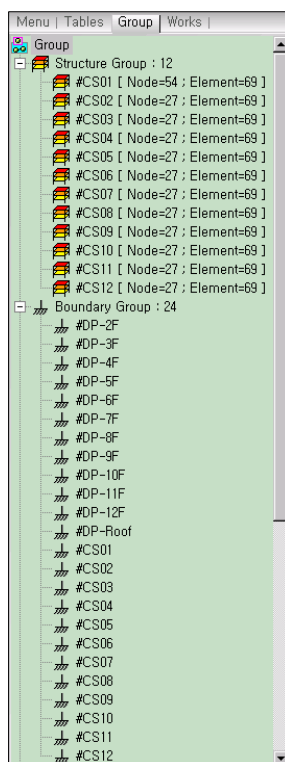 Menu | Tables | Group | Works |
Group
Structure Group : 12
#CS01 [ Node=54 ; Element=69 ]
#CS02 [ Node=27 ; Element=69 ]
#CS03 [ Node=27 ; Element=69 ]
#CS04 [ Node=27 ; Element=69 ]
#CS05 [ Node=27 ; Element=69 ]
#CS06 [ Node=27 ; Element=69 ]
#CS07 [ Node=27 ; Element=69 ]
#CS08 [ Node=27 ; Element=69 ]
#CS09 [ Node=27 ; Element=69 ]
#CS10 [ Node=27 ; Element=69 ]
#CS11 [ Node=27 ; Element=69 ]
#CS12 [ Node=27 ; Element=69 ]
Boundary Group : 24
#DP-2F
#DP-3F
#DP-4F
#DP-5F
#DP-6F
#DP-7F
#DP-8F
#DP-9F
#DP-10F
#DP-11F
#DP-12F
#DP-Roof
#CS01
#CS02
#CS03
#CS04
#CS05
#CS06
#CS07
#CS08
#CS09
#CS10
#CS11
#CS12